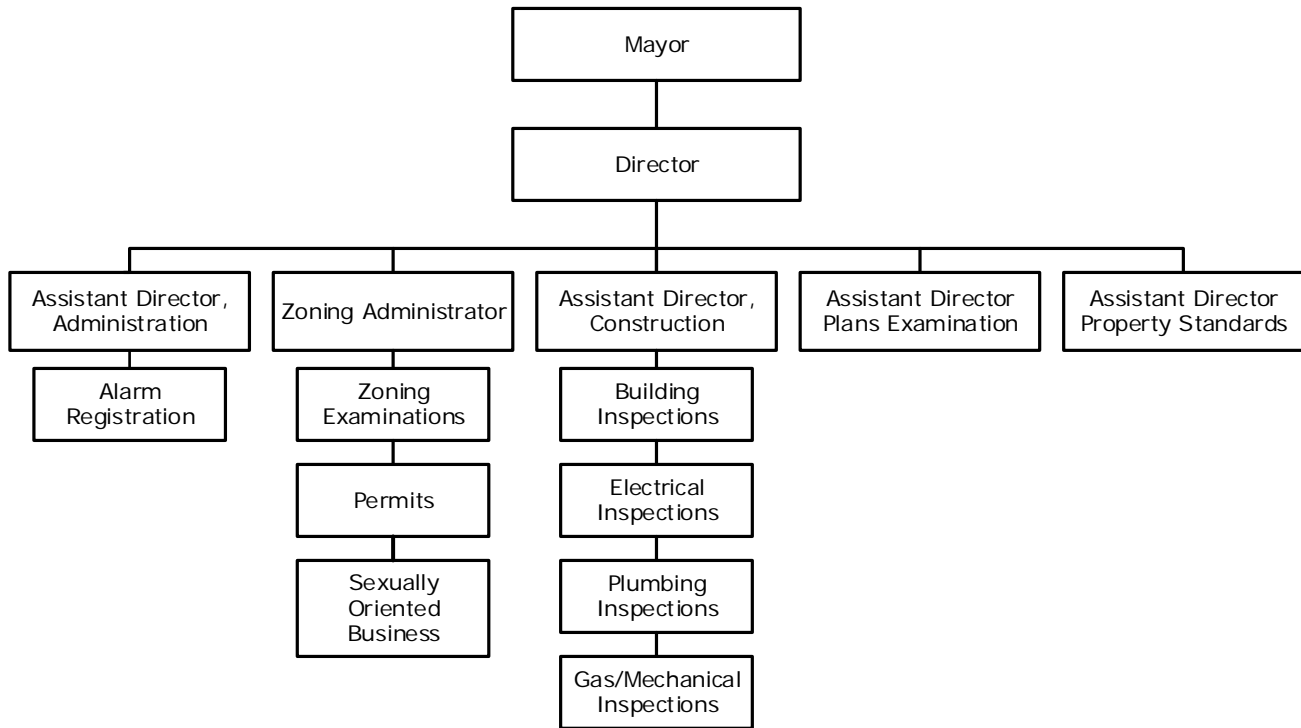 Mayor
Director
Assistant Director,
Administration
Zoning Administrator
Assistant Director,
Construction
Assistant Director
Plans Examination
Assistant Director
Property Standards
Alarm
Registration
Zoning
Examinations
Building
Inspections
Permits
Electrical
Inspections
Sexually
Oriented
Business
Plumbing
Inspections
Gas/Mechanical
Inspections